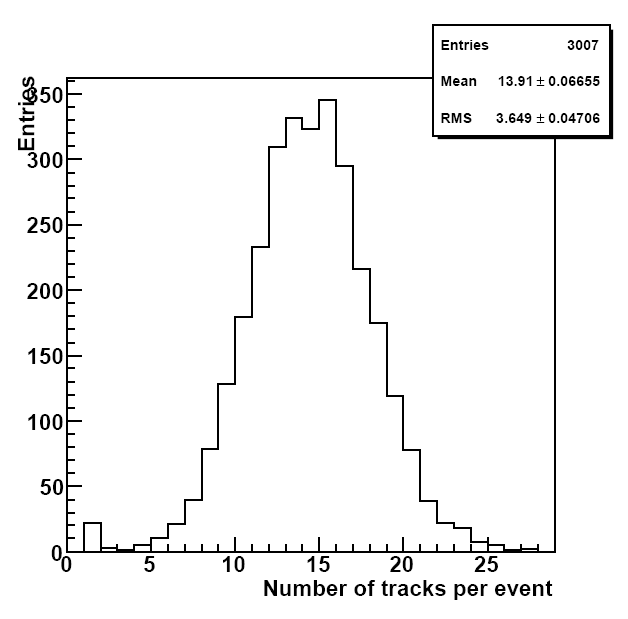 Entries 3007
Mean 13.91 ± 0.06655
RMS 3.649 ± 0.04706
Entries
350
300
250
200
150
100
50
0
0 5 10 15 20 25
Number of tracks per event